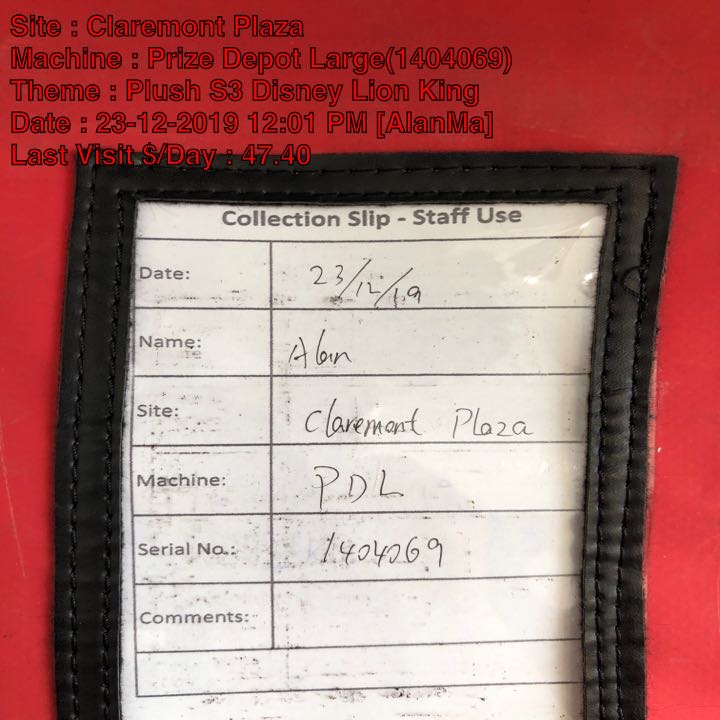 Site : Claremont Plaza
Machine : Prize Depot Large(1404069)
Theme : Plush S3 Disney Lion King
Date : 23-12-2019 12:01 PM [AlanMa]
Last Visit $/Day : 47.40
Collection Slip - Staff Use
Date: 23/12/19
Name: Alan
Site: Claremont Plaza
Machine: PDL
Serial No.: 1404069
Comments: